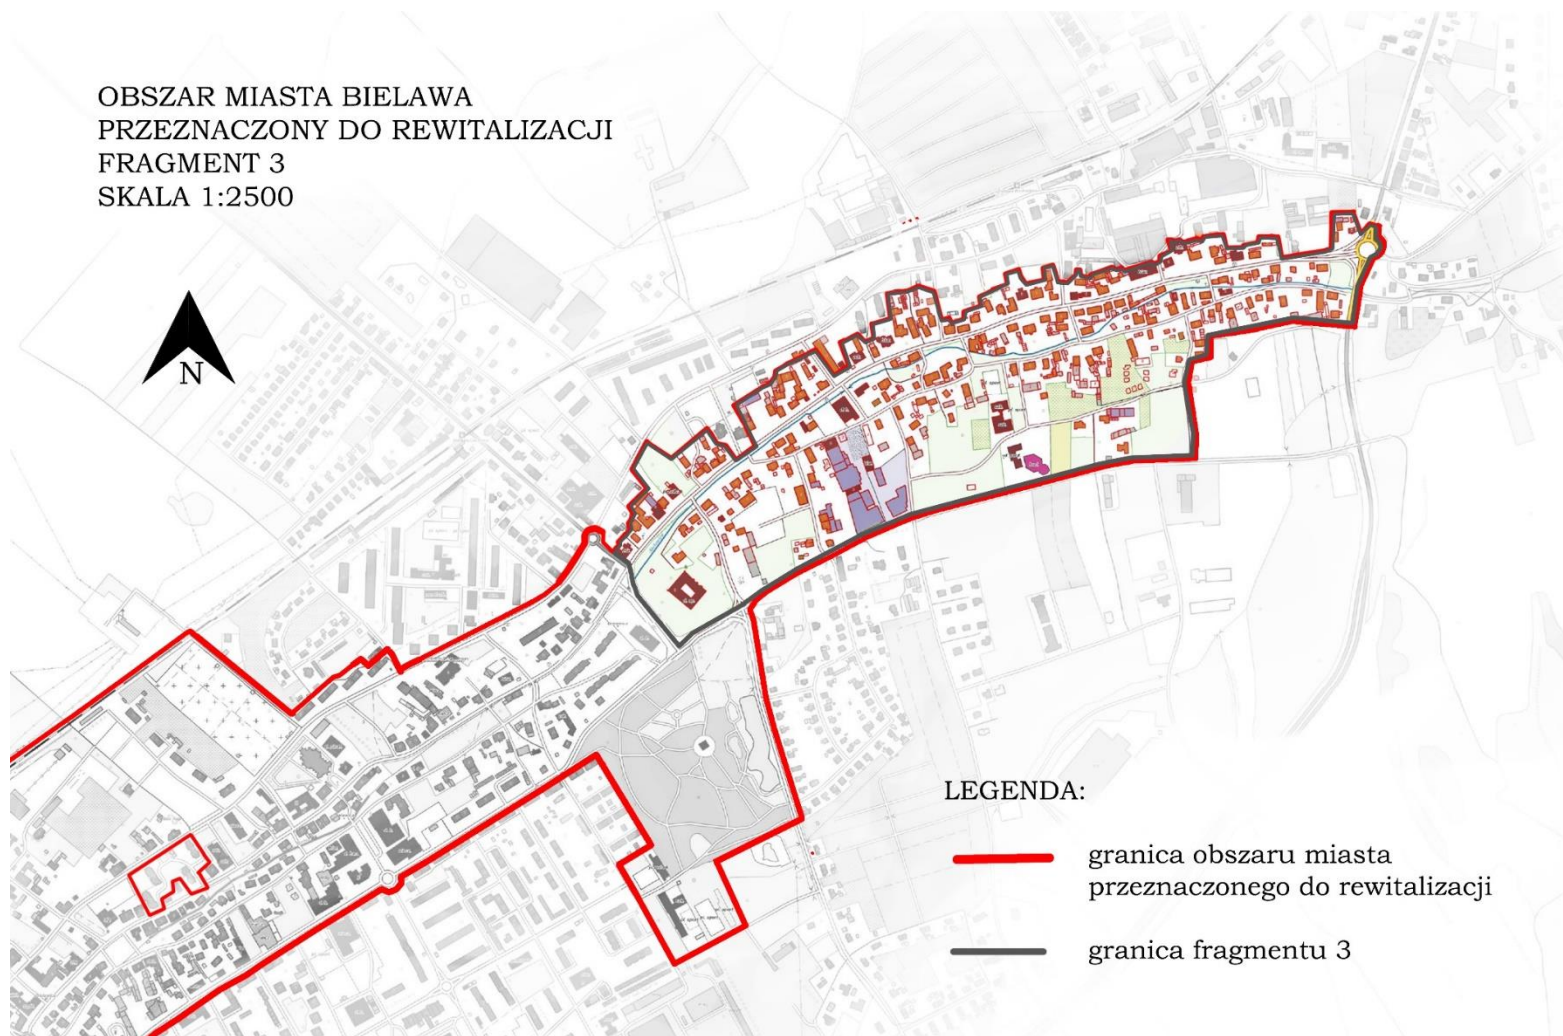 OBSZAR MIASTA BIELAWA
PRZEZNACZONY DO REWITALIZACJI
FRAGMENT 3
SKALA 1:2500
N
LEGENDA:
granica obszaru miasta
przeznaczonego do rewitalizacji
granica fragmentu 3